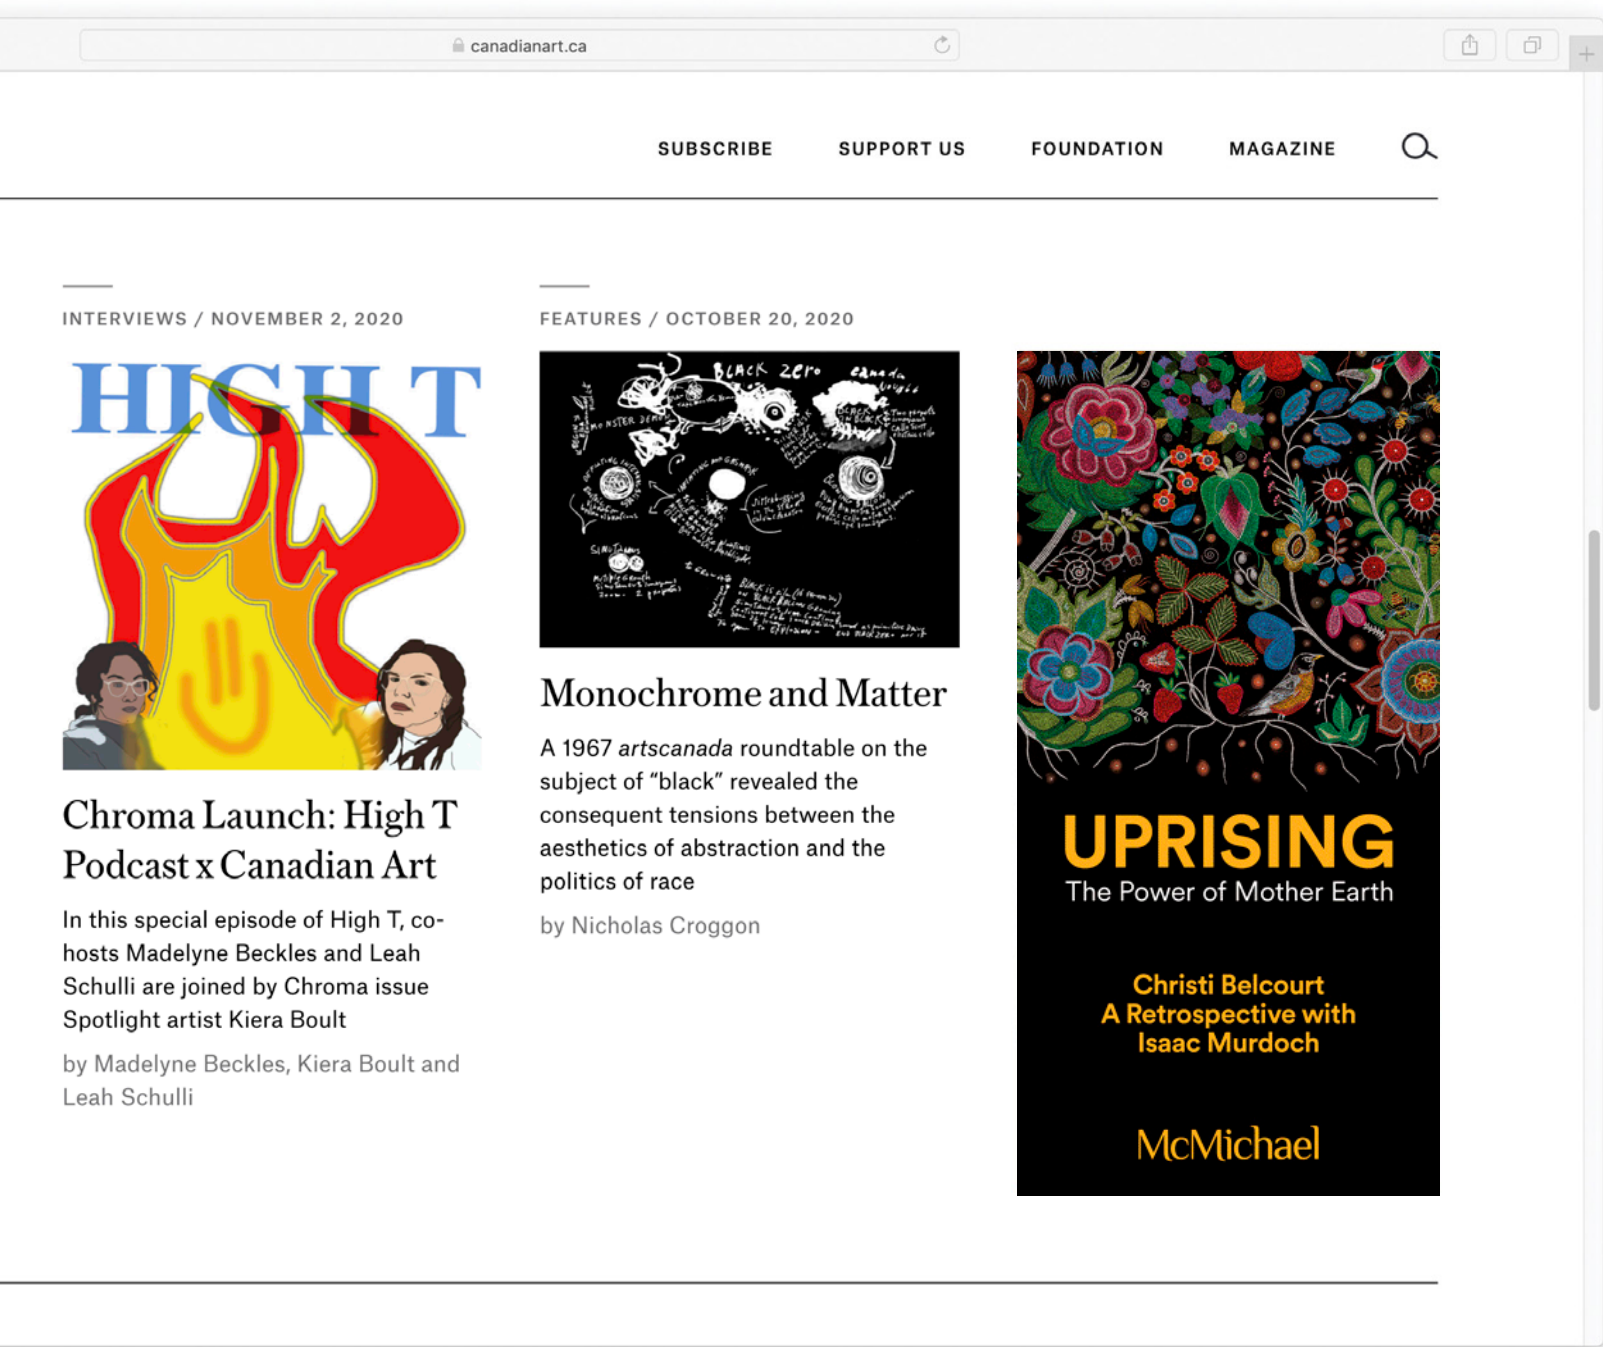 canadianart.ca
SUBSCRIBE
SUPPORT US
FOUNDATION
MAGAZINE
INTERVIEWS / NOVEMBER 2, 2020
HIGH T
Chroma Launch: High T
Podcast x Canadian Art
In this special episode of High T, co-
hosts Madelyne Beckles and Leah
Schulli are joined by Chroma issue
Spotlight artist Kiera Boult
by Madelyne Beckles, Kiera Boult and
Leah Schulli
FEATURES / OCTOBER 20, 2020
BLACK ZERO
canada
MONSTER
BLACK
Monochrome and Matter
A 1967 artscanada roundtable on the
subject of “black” revealed the
consequent tensions between the
aesthetics of abstraction and the
politics of race
by Nicholas Croggon
UPRISING
The Power of Mother Earth
Christi Belcourt
A Retrospective with
Isaac Murdoch
McMichael